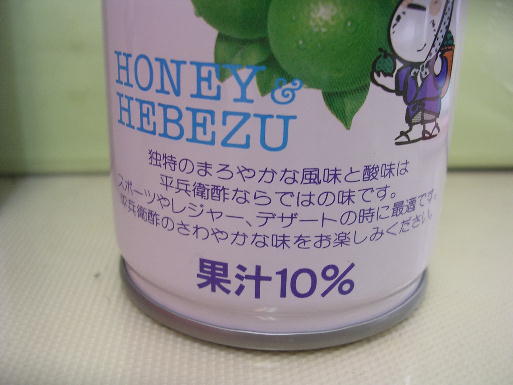 HONEY &
HEBEZU
独特のまろやかな風味と酸味は
平兵衛酢ならではの味です。
スポーツやレジャー、デザートの時に最適です。
平兵衛酢のさわやかな味をお楽しみください。
果汁10%